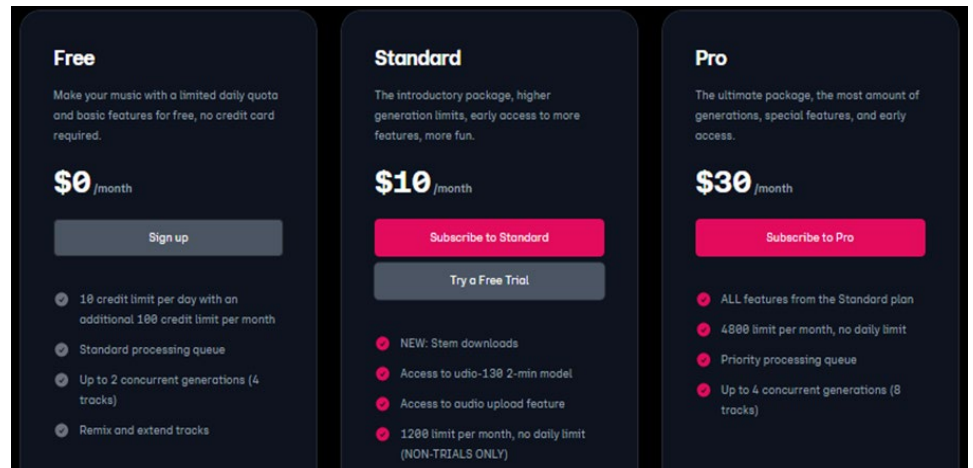 Free
Make your music with a limited daily quota
and basic features for free, no credit card
required.
$0 /month
Sign up
10 credit limit per day with an
additional 100 credit limit per month
Standard processing queue
Up to 2 concurrent generations (4
tracks)
Remix and extend tracks
Standard
The introductory package, higher
generation limits, early access to more
features, more fun.
$10 /month
Subscribe to Standard
Try a Free Trial
NEW: Stem downloads
Access to udio-130 2-min model
Access to audio upload feature
1200 limit per month, no daily limit
(NON-TRIALS ONLY)
Pro
The ultimate package, the most amount of
generations, special features, and early
access.
$30 /month
Subscribe to Pro
ALL features from the Standard plan
4800 limit per month, no daily limit
Priority processing queue
Up to 4 concurrent generations (8
tracks)